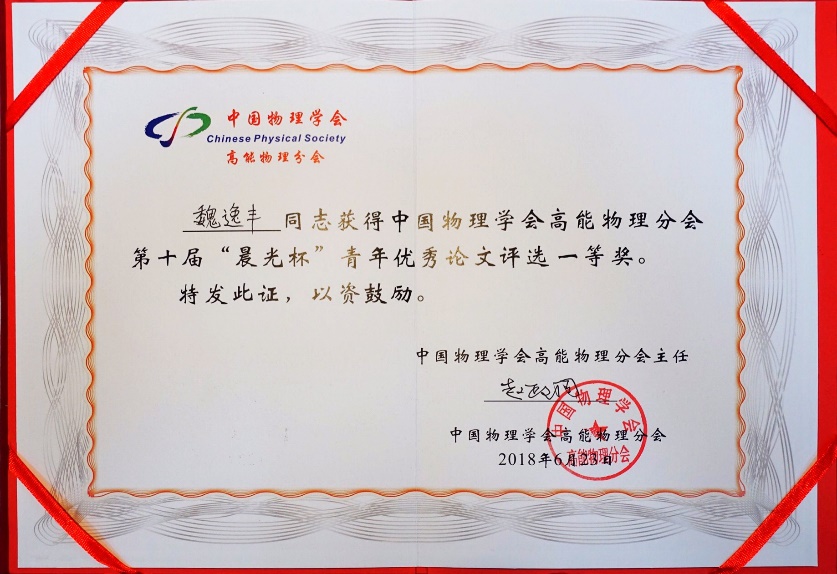 中国物理学会
Chinese Physical Society
高能物理分会
魏逸丰 同志获得中国物理学会高能物理分会
第十届“晨光杯”青年优秀论文评选一等奖。
特发此证，以资鼓励。
中国物理学会高能物理分会主任
中国物理学会高能物理分会
2018年6月23日
中国物理学会
高能物理分会